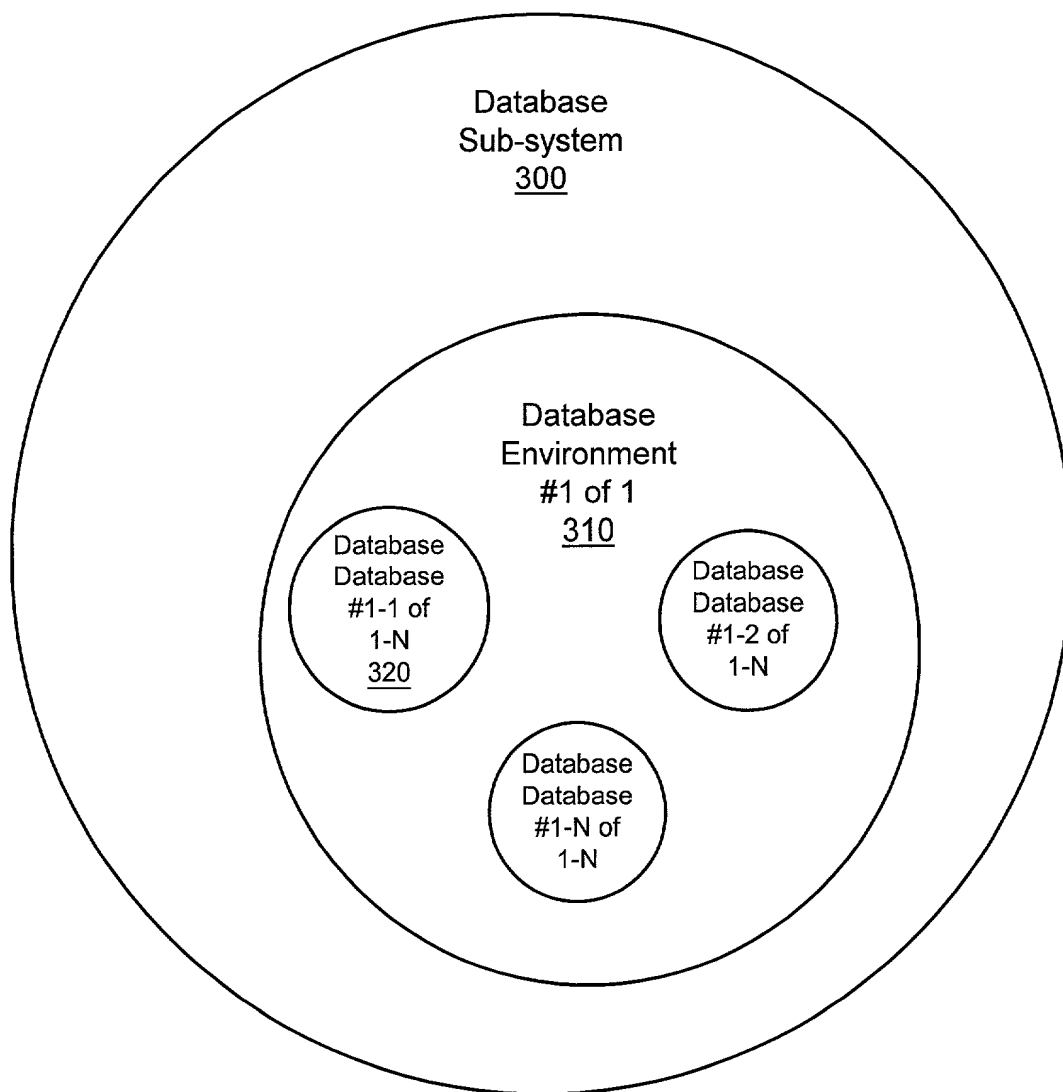 Database
Sub-system
300
Database
Environment
#1 of 1
310
Database
Database
#1-1 of
1-N
320
Database
Database
#1-2 of
1-N
Database
Database
#1-N of
1-N